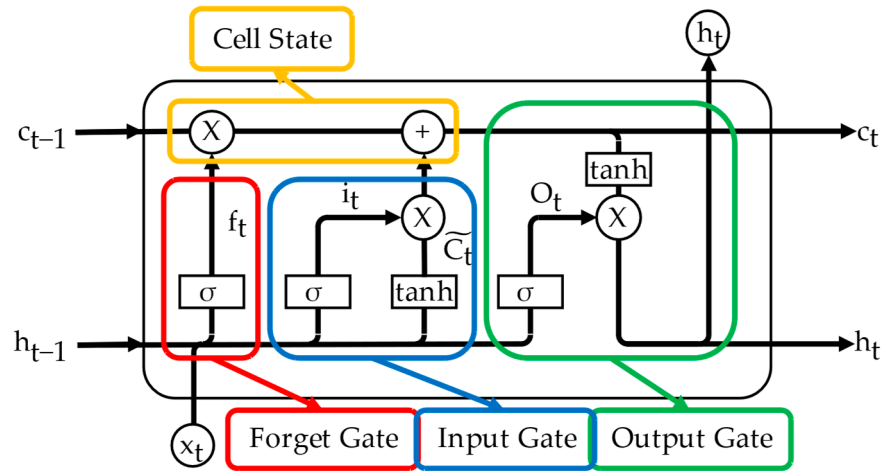 Cell State
h_t
c_{t–1}
X
+
c_t
tanh
i_t
O_t
f_t
X
X
C̃_t
σ
σ
tanh
σ
h_{t–1}
h_t
x_t
Forget Gate
Input Gate
Output Gate